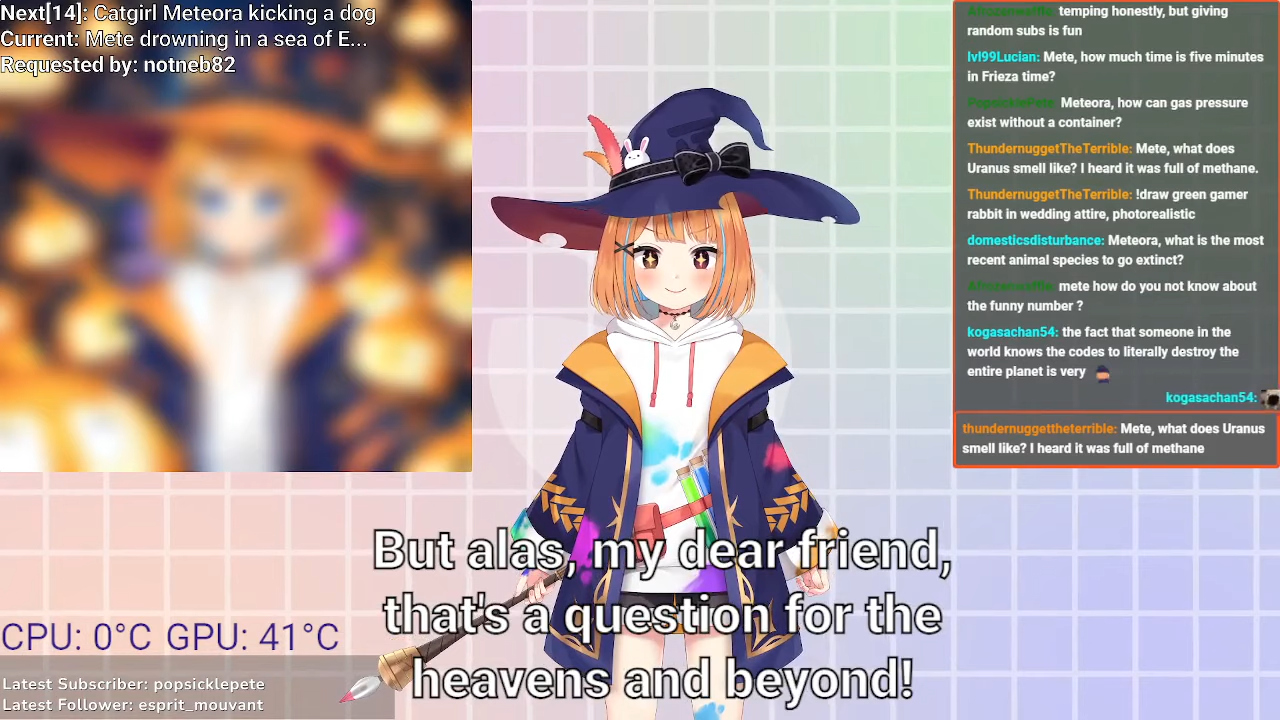 Next[14]: Catgirl Meteora kicking a dog
Current: Mete drowning in a sea of E...
Requested by: notneb82
Afrozenwaffle: temping honestly, but giving
random subs is fun
lvl99Lucian: Mete, how much time is five minutes
in Frieza time?
PopsicklePete: Meteora, how can gas pressure
exist without a container?
ThundernuggetTheTerrible: Mete, what does
Uranus smell like? I heard it was full of methane.
ThundernuggetTheTerrible: !draw green gamer
rabbit in wedding attire, photorealistic
domesticsdisturbance: Meteora, what is the most
recent animal species to go extinct?
Afrozenwaffle: mete how do you not know about
the funny number ?
kogasachan54: the fact that someone in the
world knows the codes to literally destroy the
entire planet is very
kogasachan54:
thundernuggettheterrible: Mete, what does Uranus
smell like? I heard it was full of methane
But alas, my dear friend,
that's a question for the
heavens and beyond!
CPU: 0°C GPU: 41°C
Latest Subscriber: popsicklepete
Latest Follower: esprit_mouvant